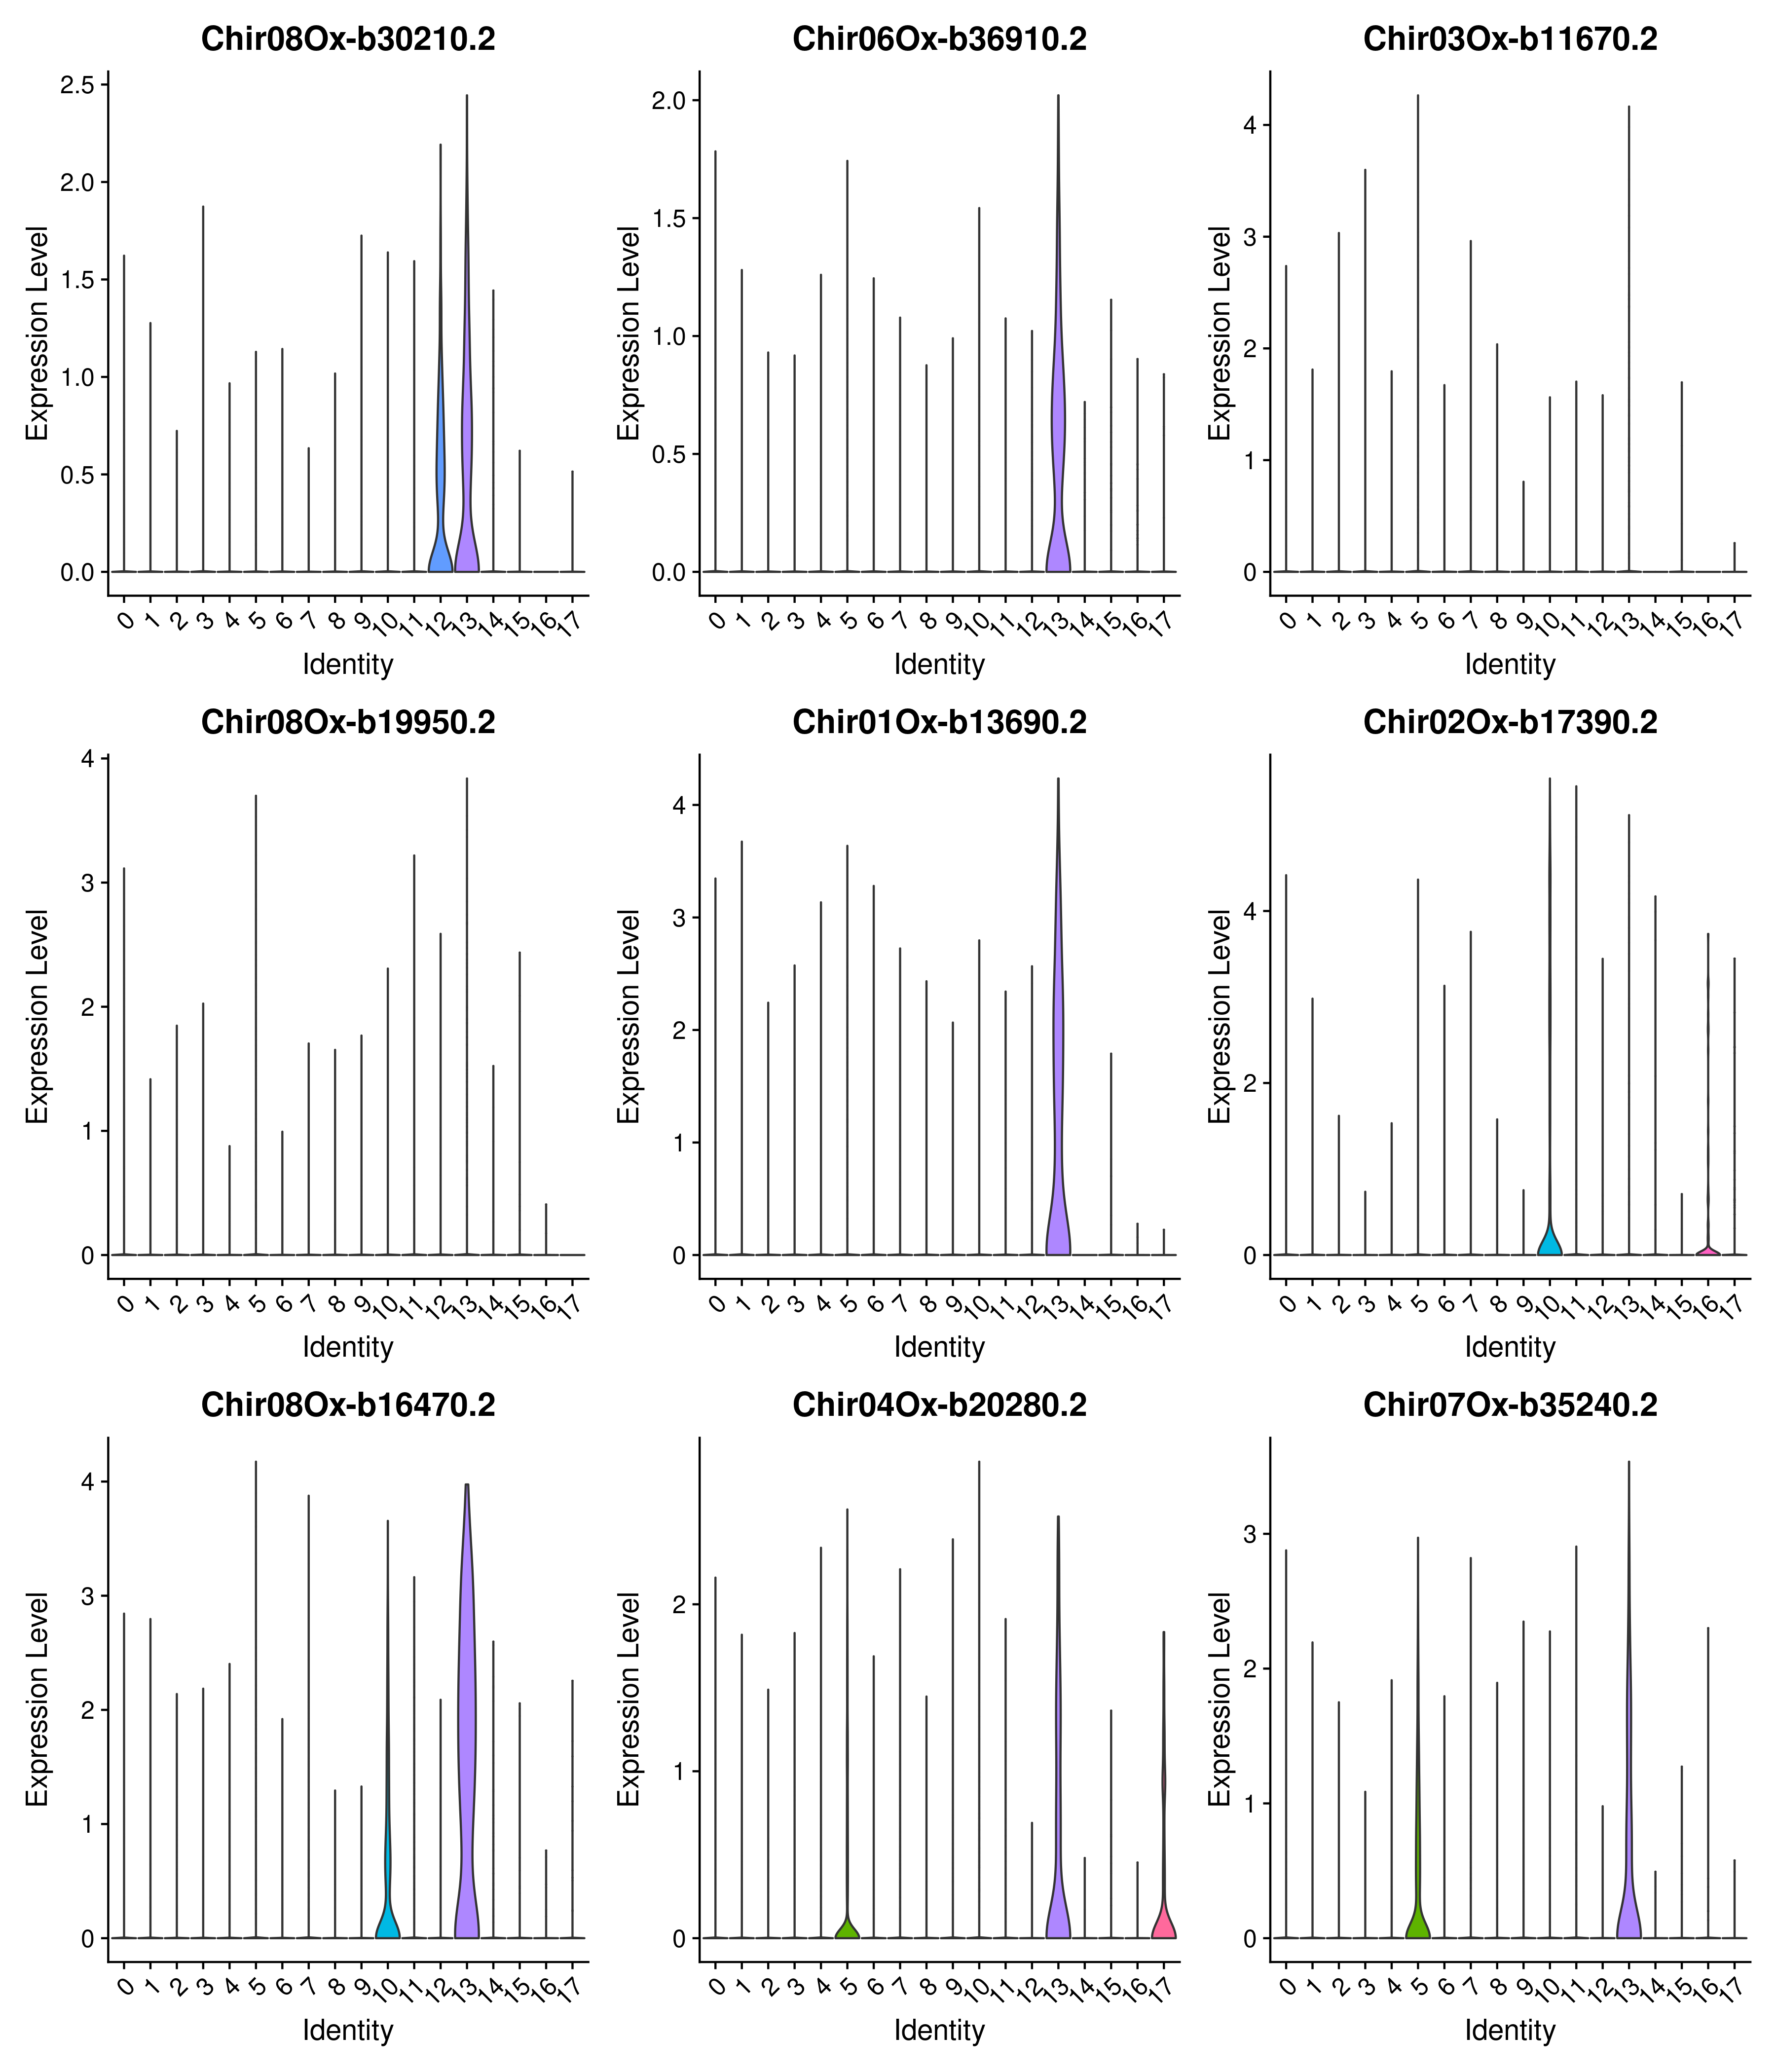 Chir08Ox-b30210.2
Chir06Ox-b36910.2
Chir03Ox-b11670.2
Expression Level
2.5
2.0
1.5
1.0
0.5
0.0
0 1 2 3 4 5 6 7 8 9 10 11 12 13 14 15 16 17
Identity
Expression Level
2.0
1.5
1.0
0.5
0.0
0 1 2 3 4 5 6 7 8 9 10 11 12 13 14 15 16 17
Identity
Expression Level
4
3
2
1
0
0 1 2 3 4 5 6 7 8 9 10 11 12 13 14 15 16 17
Identity
Chir08Ox-b19950.2
Chir01Ox-b13690.2
Chir02Ox-b17390.2
Expression Level
4
3
2
1
0
0 1 2 3 4 5 6 7 8 9 10 11 12 13 14 15 16 17
Identity
Expression Level
4
3
2
1
0
0 1 2 3 4 5 6 7 8 9 10 11 12 13 14 15 16 17
Identity
Expression Level
4
2
0
0 1 2 3 4 5 6 7 8 9 10 11 12 13 14 15 16 17
Identity
Chir08Ox-b16470.2
Chir04Ox-b20280.2
Chir07Ox-b35240.2
Expression Level
4
3
2
1
0
0 1 2 3 4 5 6 7 8 9 10 11 12 13 14 15 16 17
Identity
Expression Level
2
1
0
0 1 2 3 4 5 6 7 8 9 10 11 12 13 14 15 16 17
Identity
Expression Level
3
2
1
0
0 1 2 3 4 5 6 7 8 9 10 11 12 13 14 15 16 17
Identity